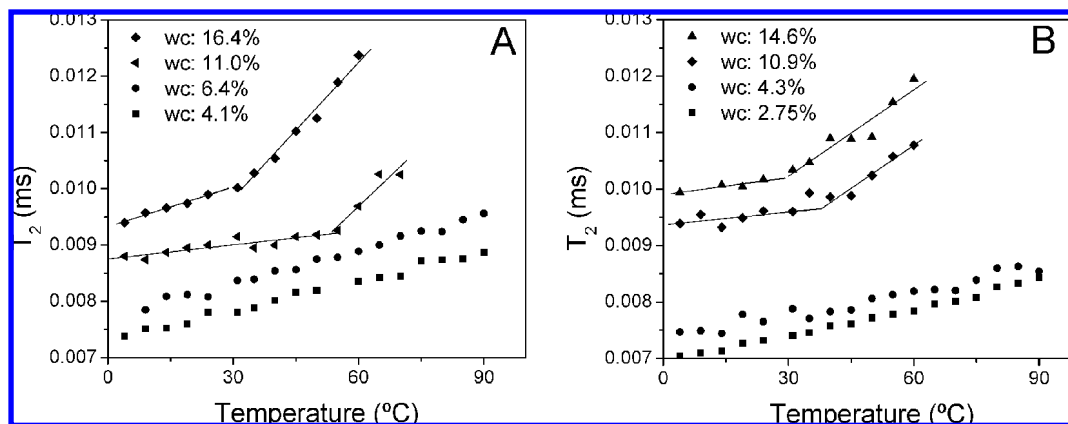 A
wc: 16.4%
wc: 11.0%
wc: 6.4%
wc: 4.1%
0.013
0.012
0.011
0.010
0.009
0.008
0.007
T2 (ms)
0
30
60
90
Temperature (ºC)
B
wc: 14.6%
wc: 10.9%
wc: 4.3%
wc: 2.75%
0.013
0.012
0.011
0.010
0.009
0.008
0.007
T2 (ms)
0
30
60
90
Temperature (ºC)